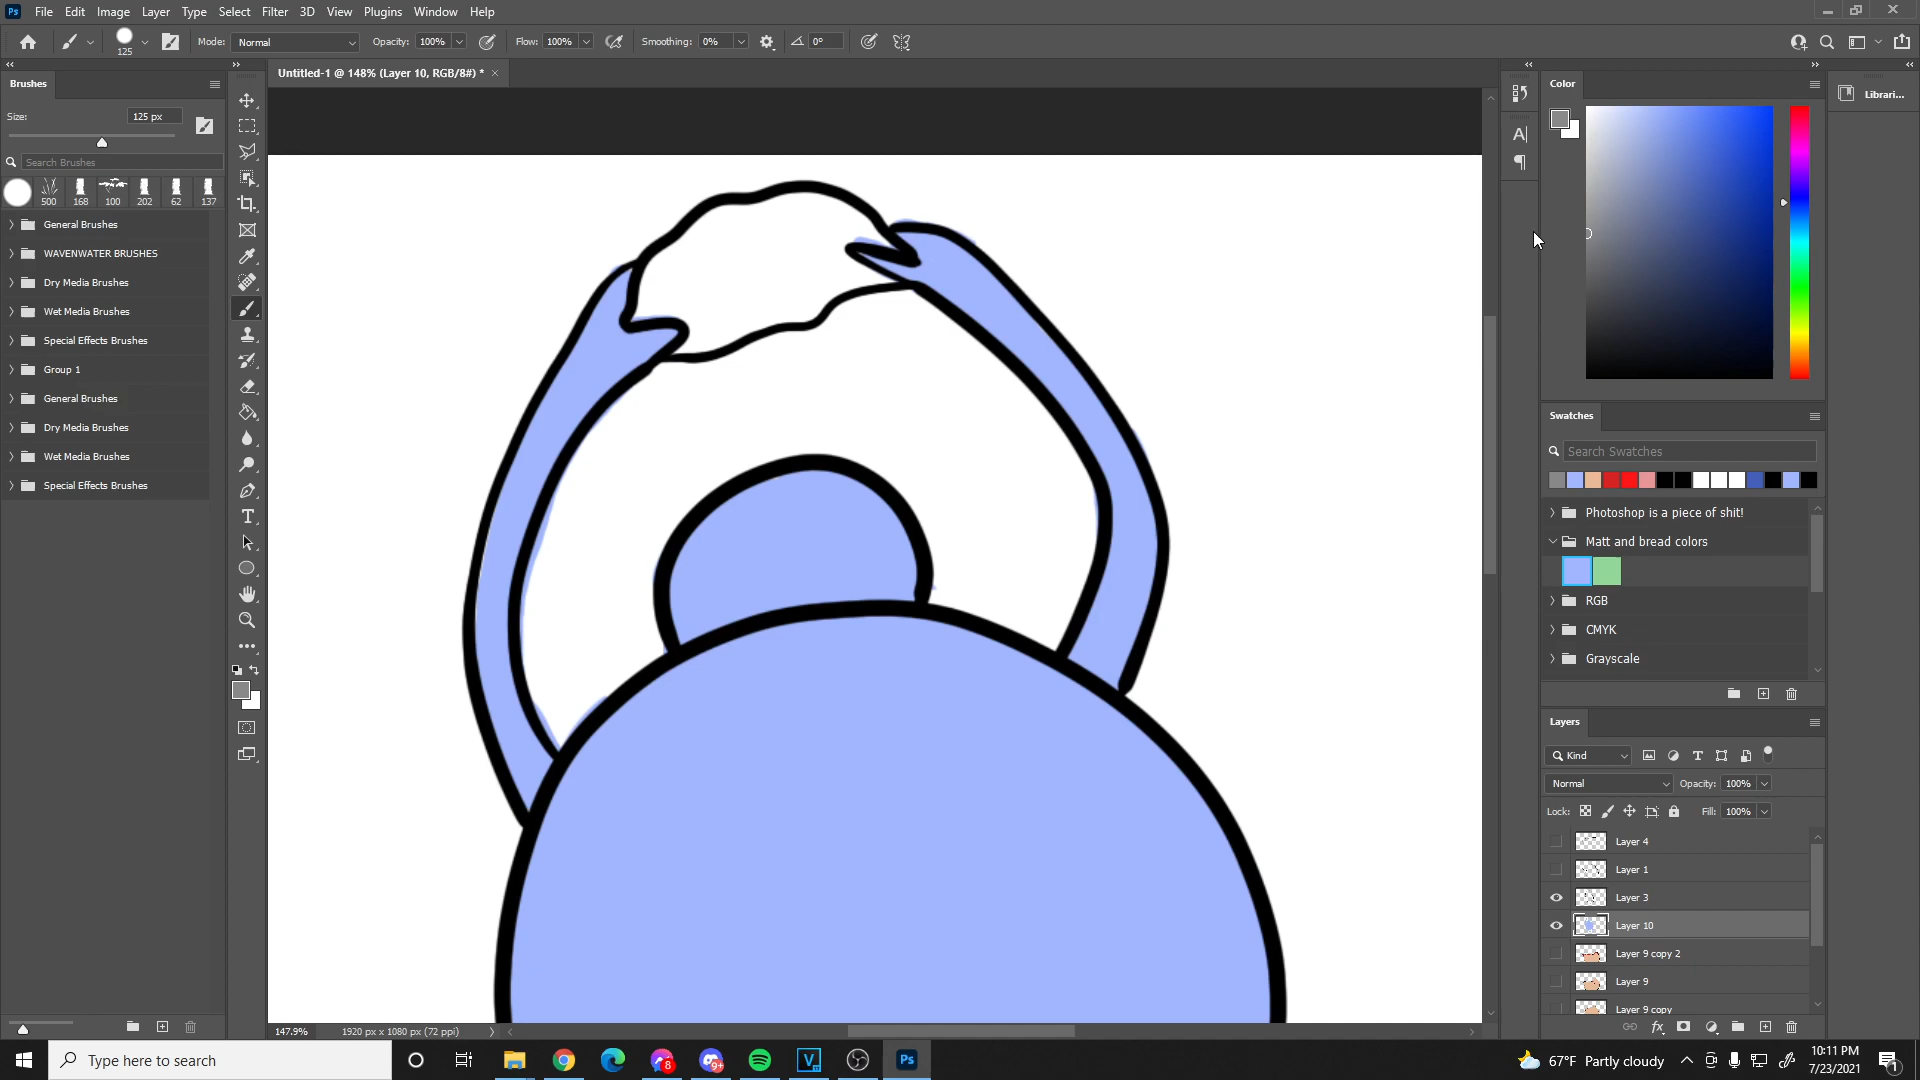 Ps File Edit Image Layer Type Select Filter 3D View Plugins Window Help
125 Mode: Normal Opacity: 100% Flow: 100% Smoothing: 0% 0°
Untitled-1 @ 148% (Layer 10, RGB/8#) *
Brushes
Size: 125 px
Search Brushes
500 168 100 202 62 137
General Brushes
WAVENWATER BRUSHES
Dry Media Brushes
Wet Media Brushes
Special Effects Brushes
Group 1
General Brushes
Dry Media Brushes
Wet Media Brushes
Special Effects Brushes
Color
Librari...
Swatches
Search Swatches
Photoshop is a piece of shit!
Matt and bread colors
RGB
CMYK
Grayscale
Layers
Kind
Normal Opacity: 100%
Lock: Fill: 100%
Layer 4
Layer 1
Layer 3
Layer 10
Layer 9 copy 2
Layer 9
Layer 9 copy
147.9% 1920 px x 1080 px (72 ppi)
Type here to search
8 9+ V Ps
67°F Partly cloudy
10:11 PM
7/23/2021
1